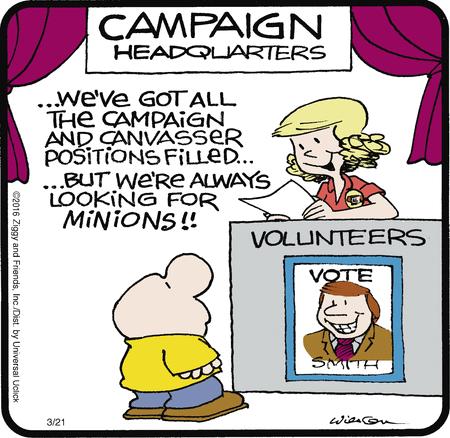 CAMPAIGN
HEADQUARTERS
...WE'VE GOT ALL
THE CAMPAIGN
AND CANVASSER
POSITIONS FILLED...
...BUT WE'RE ALWAYS
LOOKING FOR
MINIONS!!
VOLUNTEERS
VOTE
SMITH
©2016 Ziggy and Friends, Inc./Dist. by Universal Uclick
3/21
WILSON